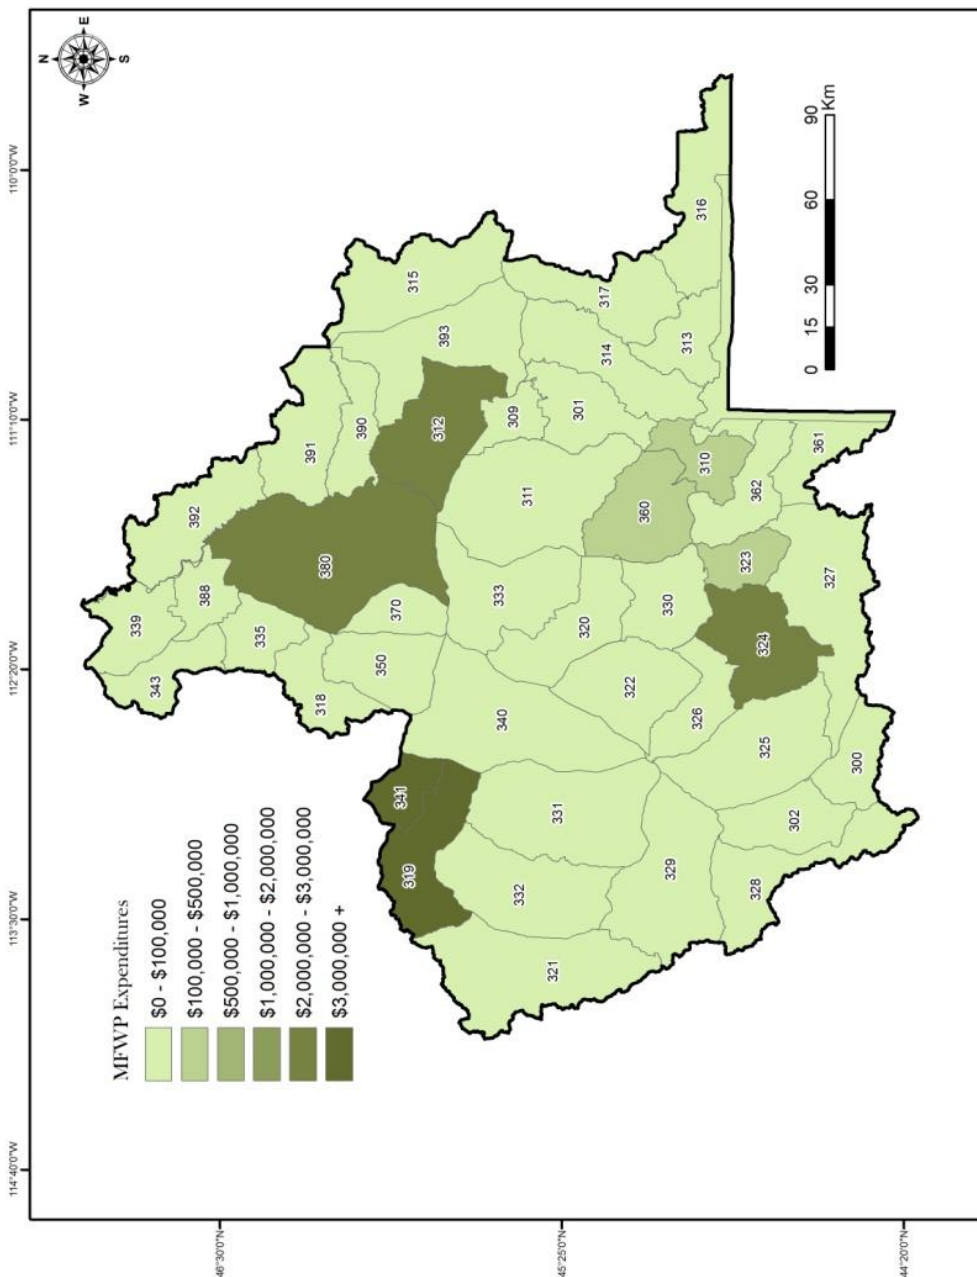 114°40'0"W
113°30'0"W
112°20'0"W
111°10'0"W
110°0'0"W
N
W
E
S
MFWP Expenditures
$0 - $100,000
$100,000 - $500,000
$500,000 - $1,000,000
$1,000,000 - $2,000,000
$2,000,000 - $3,000,000
$3,000,000 +
339
343
392
388
46°30'0"N
335
391
318
380
390
350
370
341
319
315
312
393
333
340
309
332
311
321
331
45°25'0"N
301
320
317
314
322
360
330
329
313
326
316
310
323
328
362
324
325
302
0 15 30 60 90
Km
361
327
300
44°20'0"N